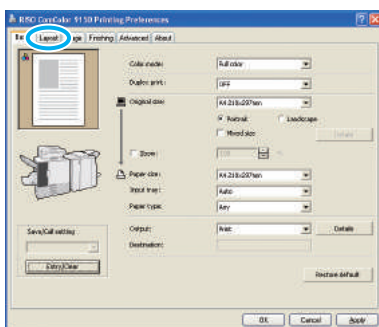 RISO ComColor 9150 Printing Preferences
Layout Finishing Advanced About
Color mode: Full color
Duplex print: OFF
Original size: A4 210x297mm
Portrait Landscape
Mixed size Details
Zoom: 100 %
Paper size: A4 210x297mm
Input tray: Auto
Paper type: Any
Save/Call setting
Output: Print Details
Destination:
Entry/Clear
Restore default
OK Cancel Apply